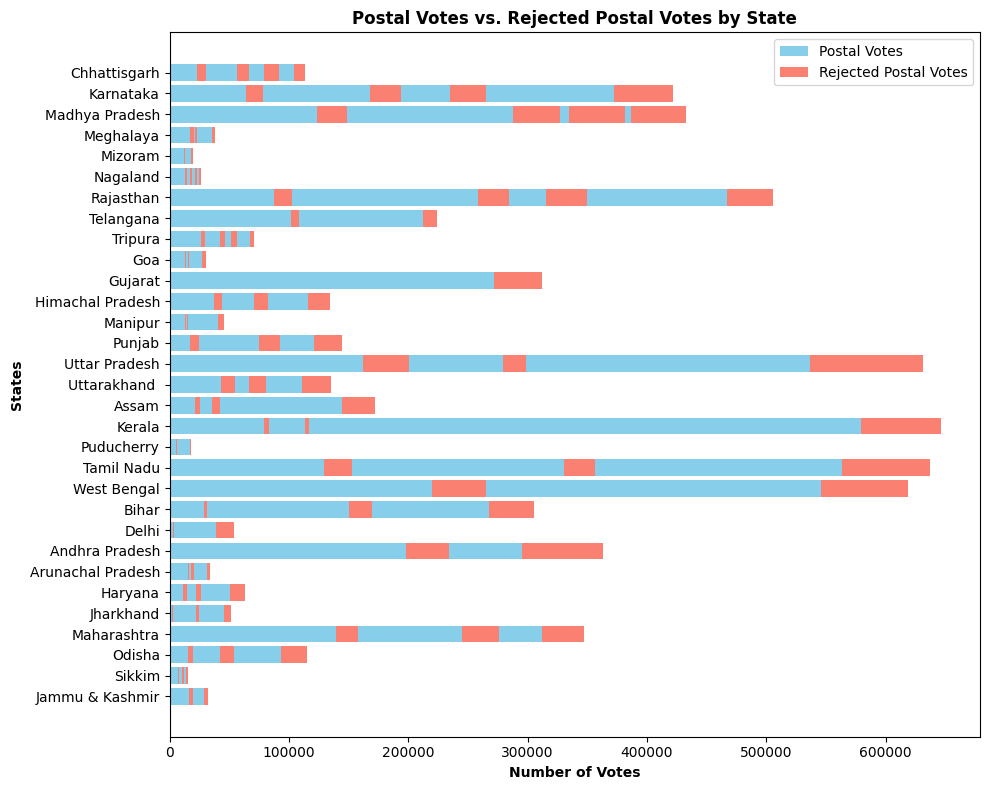 Postal Votes vs. Rejected Postal Votes by State
Postal Votes
Rejected Postal Votes
States
Chhattisgarh
Karnataka
Madhya Pradesh
Meghalaya
Mizoram
Nagaland
Rajasthan
Telangana
Tripura
Goa
Gujarat
Himachal Pradesh
Manipur
Punjab
Uttar Pradesh
Uttarakhand
Assam
Kerala
Puducherry
Tamil Nadu
West Bengal
Bihar
Delhi
Andhra Pradesh
Arunachal Pradesh
Haryana
Jharkhand
Maharashtra
Odisha
Sikkim
Jammu & Kashmir
0 100000 200000 300000 400000 500000 600000
Number of Votes